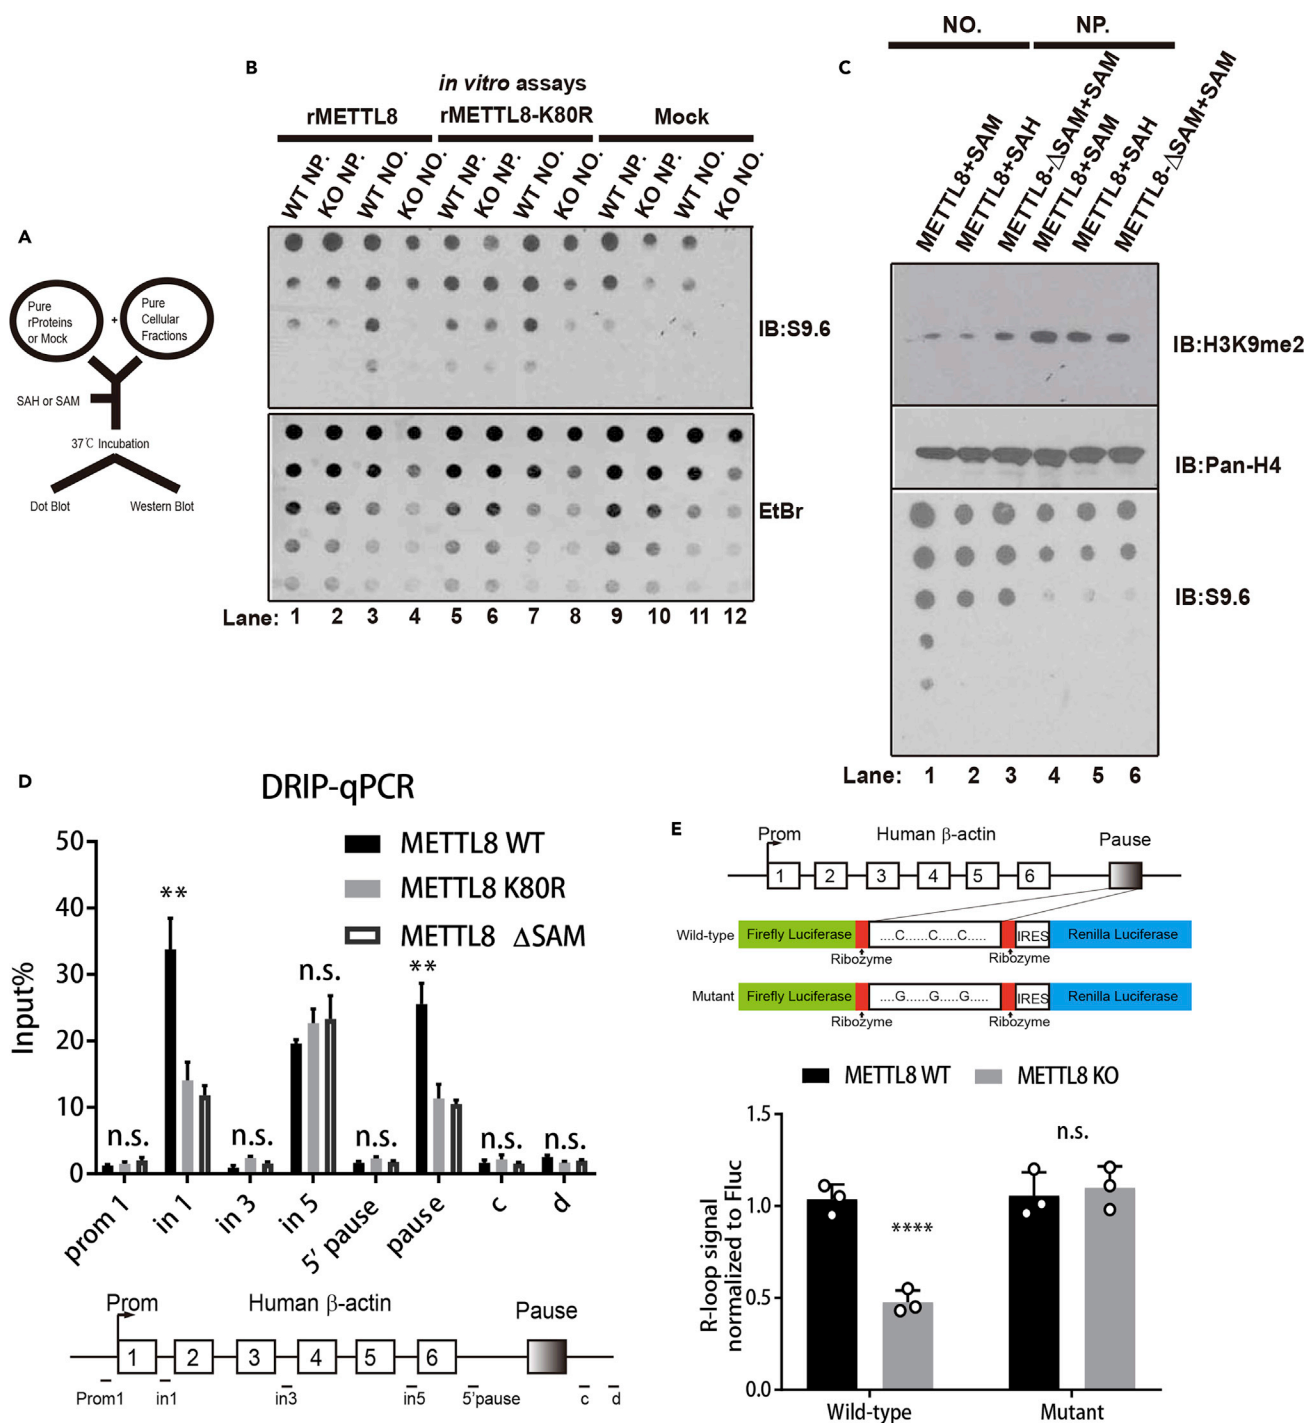 A
Pure
rProteins
or Mock
+
Pure
Cellular
Fractions
SAH or SAM
37℃ Incubation
Dot Blot
Western Blot
B
in vitro assays
rMETTL8
rMETTL8-K80R
Mock
WT NP.
KO NP.
WT NO.
KO NO.
WT NP.
KO NP.
WT NO.
KO NO.
WT NP.
KO NP.
WT NO.
KO NO.
IB:S9.6
EtBr
Lane: 1 2 3 4 5 6 7 8 9 10 11 12
C
NO.
NP.
METTL8+SAM
METTL8+SAH
METTL8-ΔSAM+SAM
METTL8+SAM
METTL8+SAH
METTL8-ΔSAM+SAM
IB:H3K9me2
IB:Pan-H4
IB:S9.6
Lane: 1 2 3 4 5 6
D
DRIP-qPCR
METTL8 WT
METTL8 K80R
METTL8 ΔSAM
Input%
50
40
30
20
10
0
n.s.
**
n.s.
n.s.
n.s.
**
n.s.
n.s.
prom 1
in 1
in 3
in 5
5' pause
pause
c
d
Prom
Human β-actin
Pause
1 2 3 4 5 6
Prom1
in1
in3
in5
5'pause
c
d
E
Prom
Human β-actin
Pause
1 2 3 4 5 6
Wild-type
Firefly Luciferase
....C......C...C.....
IRES
Renilla Luciferase
Ribozyme
Ribozyme
Mutant
Firefly Luciferase
....G......G...G.....
IRES
Renilla Luciferase
Ribozyme
Ribozyme
METTL8 WT
METTL8 KO
R-loop signal
normalized to Fluc
1.5
1.0
0.5
0.0
****
n.s.
Wild-type
Mutant